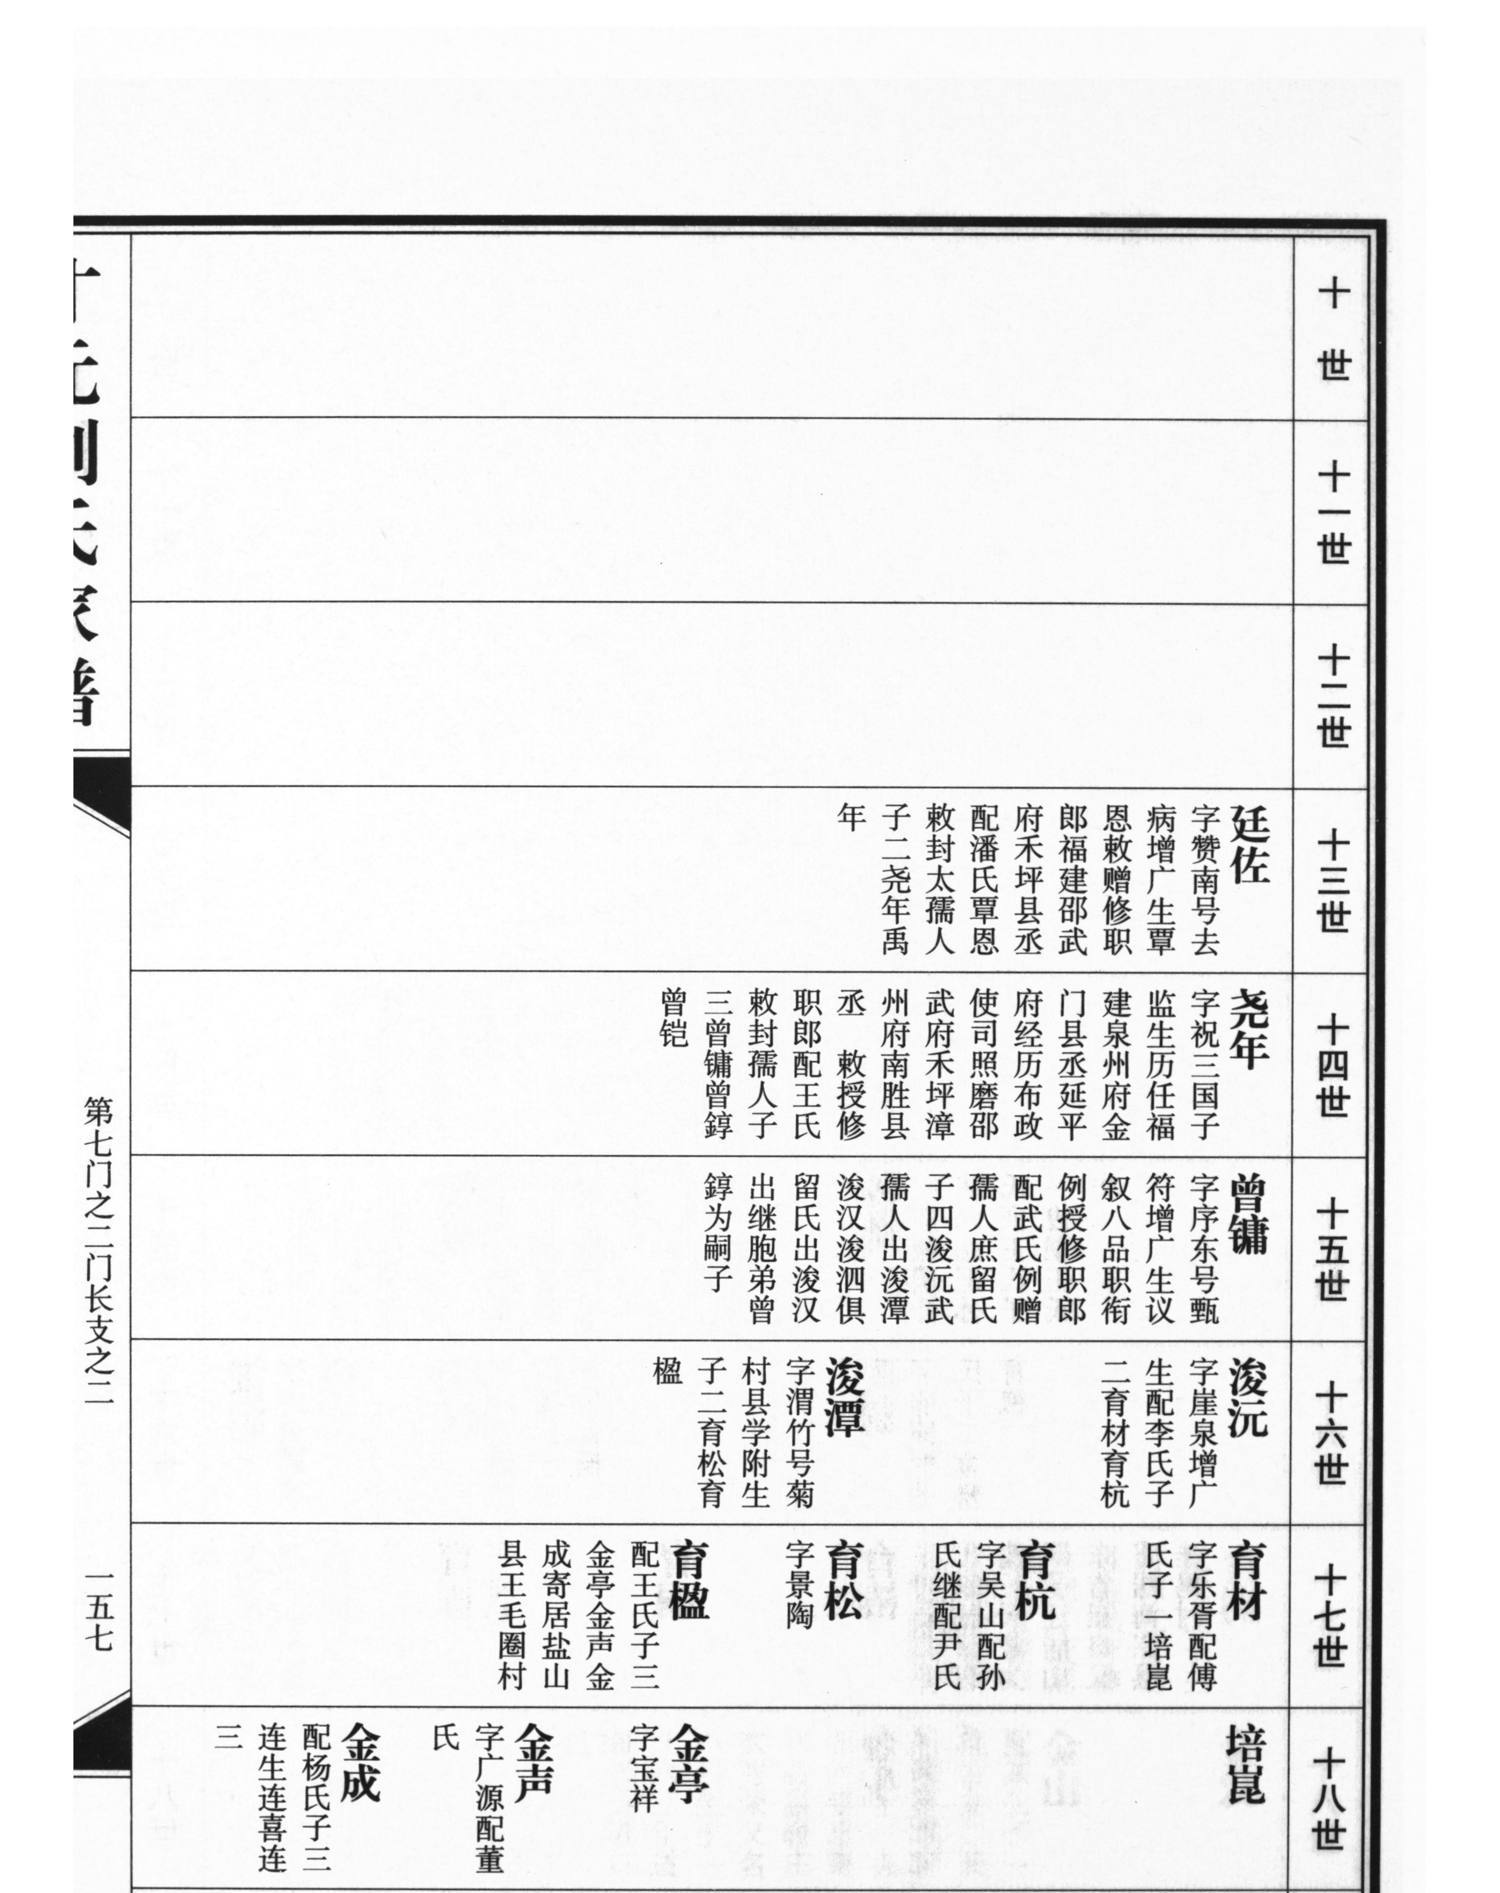 十世
十一世
十二世
十三世
廷佐
字赞南号去
病增广生覃
恩敕赠修职
郎福建邵武
府禾坪县丞
配潘氏覃恩
敕封太孺人
子二尧年禹
年
十四世
尧年
字祝三国子
监生历任福
建泉州府金
门县丞延平
府经历布政
使司照磨邵
武府禾坪漳
州府南胜县
丞　敕授修
职郎配王氏
敕封孺人子
三曾镛曾錞
曾铠
十五世
曾镛
字序东号甄
符增广生议
叙八品职衔
例授修职郎
配武氏例赠
孺人庶留氏
子四浚沅武
孺人出浚潭
浚汉浚泗俱
留氏出浚汉
出继胞弟曾
錞为嗣子
十六世
浚沅
字崖泉增广
生配李氏子
二育材育杭
浚潭
字渭竹号菊
村县学附生
子二育松育
楹
十七世
育材
字东胥配傅
氏子一培崑
育杭
字吴山配孙
氏继配尹氏
育松
字景陶
育楹
配王氏子三
金亭金声金
成寄居盐山
县王毛圈村
十八世
培崑
金亭
字宝祥
金声
字广源配董
氏
金成
配杨氏子三
连生连喜连
三
刘氏家谱
第七门之二门长支之二
一五七